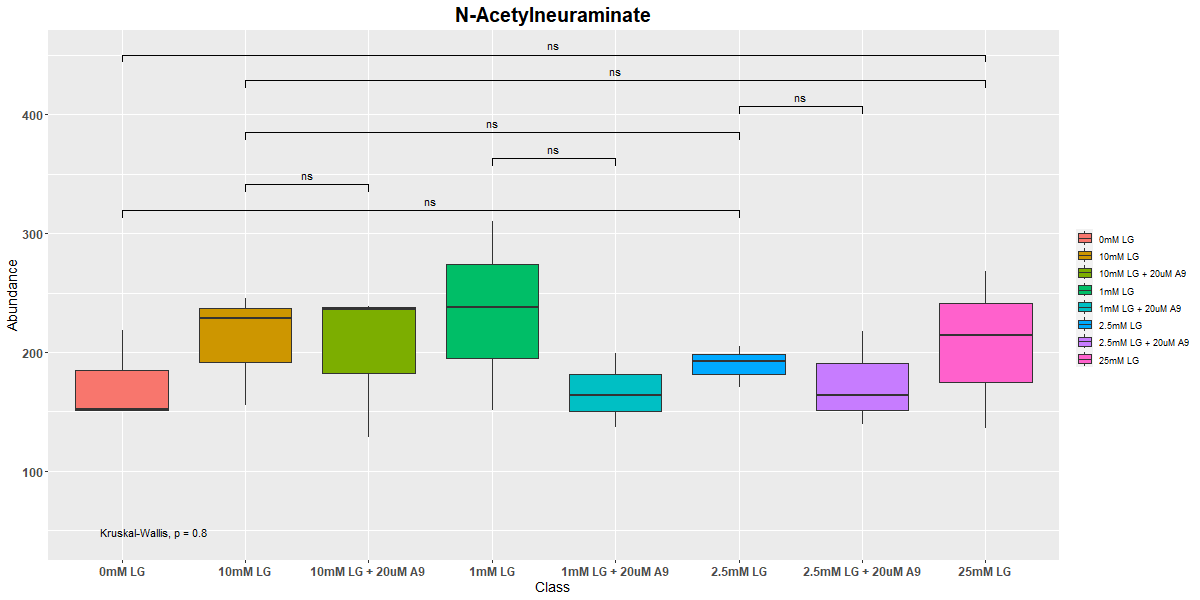 N-Acetylneuraminate
ns
ns
ns
ns
ns
ns
ns
400
300
200
100
Abundance
Kruskal-Wallis, p = 0.8
0mM LG
10mM LG
10mM LG + 20uM A9
1mM LG
1mM LG + 20uM A9
2.5mM LG
2.5mM LG + 20uM A9
25mM LG
Class
0mM LG
10mM LG
10mM LG + 20uM A9
1mM LG
1mM LG + 20uM A9
2.5mM LG
2.5mM LG + 20uM A9
25mM LG